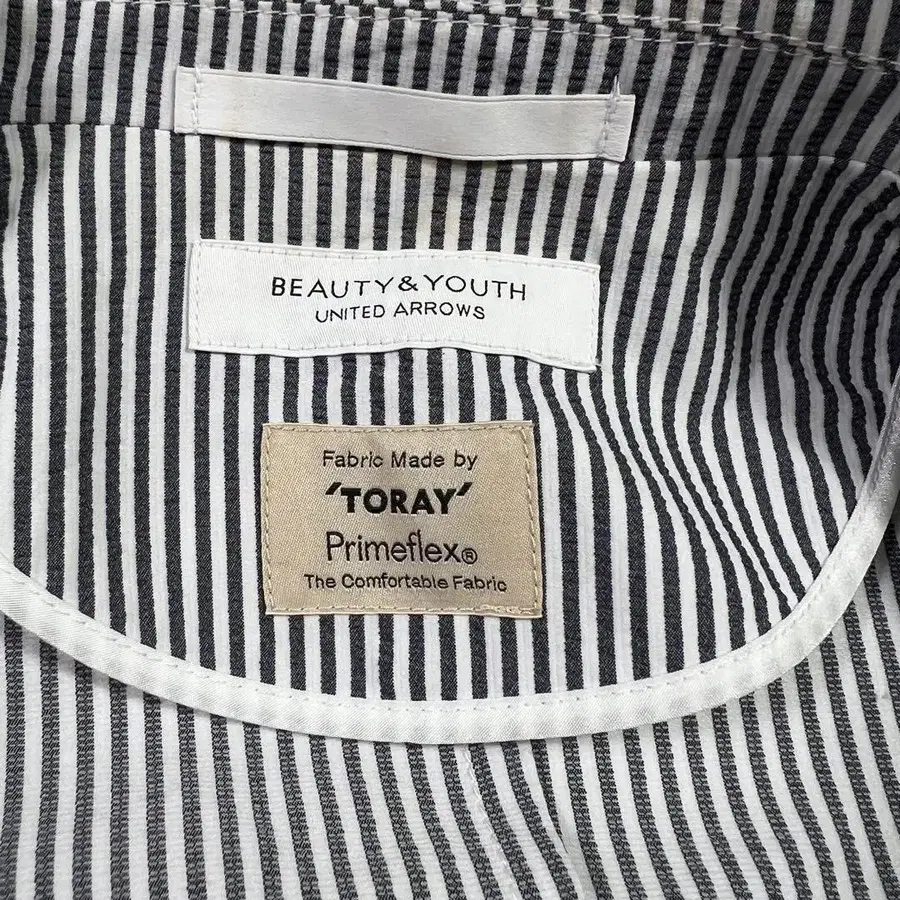 BEAUTY&YOUTH
UNITED ARROWS
Fabric Made by
'TORAY'
Primeflex®
The Comfortable Fabric